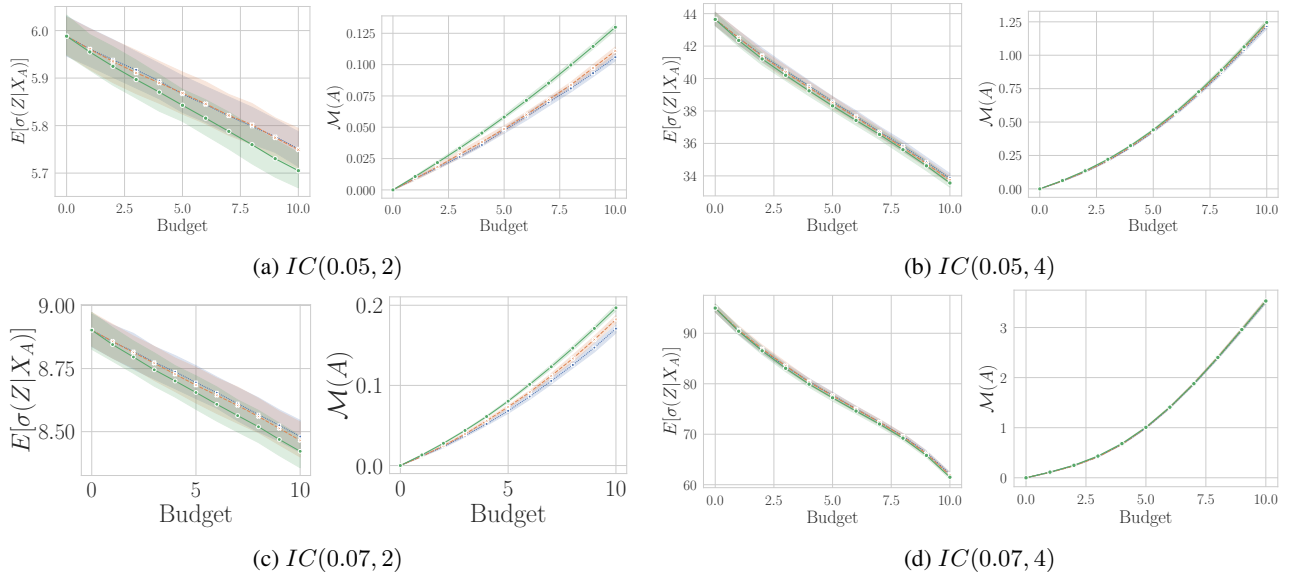 E[σ(Z|X_A)]
6.0
5.9
5.8
5.7
0.0 2.5 5.0 7.5 10.0
Budget
M(A)
0.125
0.100
0.075
0.050
0.025
0.000
0.0 2.5 5.0 7.5 10.0
Budget
(a) IC(0.05, 2)
E[σ(Z|X_A)]
44
42
40
38
36
34
0.0 2.5 5.0 7.5 10.0
Budget
M(A)
1.25
1.00
0.75
0.50
0.25
0.00
0.0 2.5 5.0 7.5 10.0
Budget
(b) IC(0.05, 4)
E[σ(Z|X_A)]
9.00
8.75
8.50
0 5 10
Budget
M(A)
0.2
0.1
0.0
0 5 10
Budget
(c) IC(0.07, 2)
E[σ(Z|X_A)]
90
80
70
60
0.0 2.5 5.0 7.5 10.0
Budget
M(A)
3
2
1
0
0.0 2.5 5.0 7.5 10.0
Budget
(d) IC(0.07, 4)